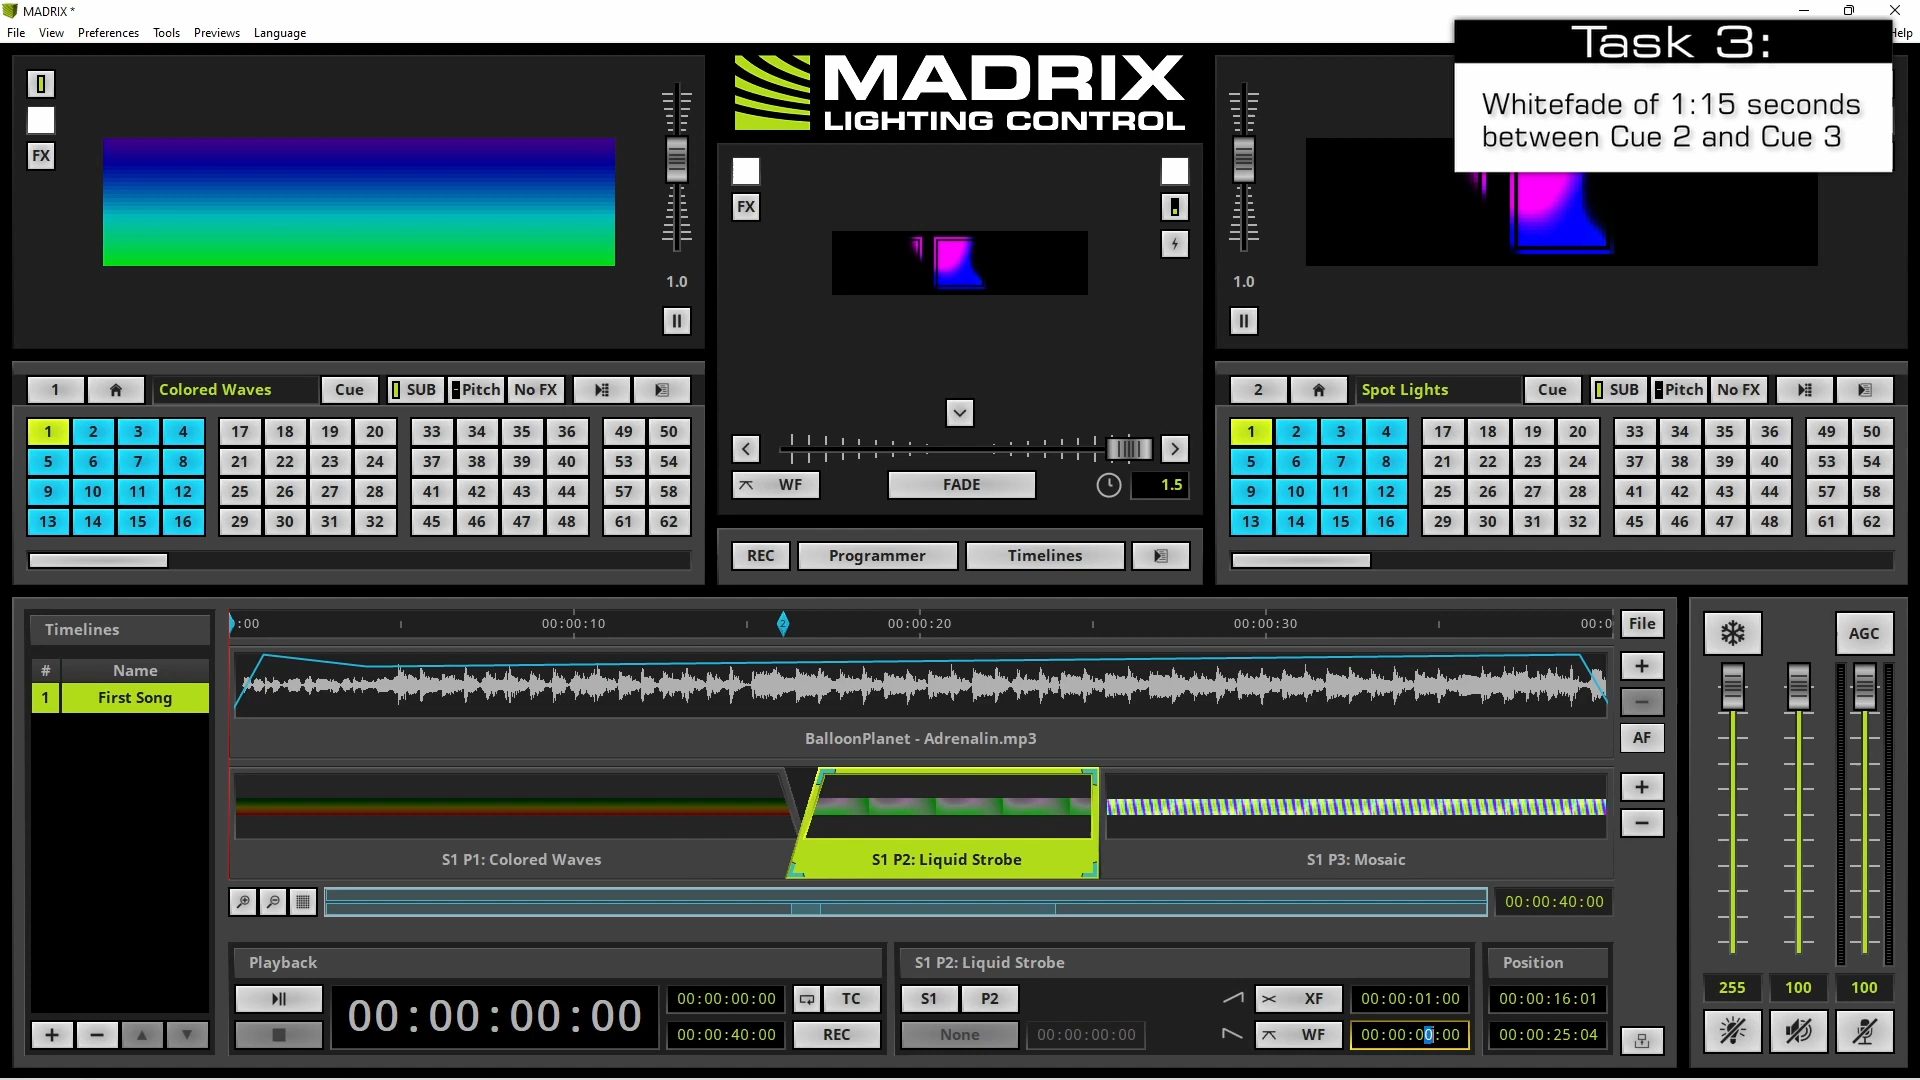 MADRIX *
File View Preferences Tools Previews Language
Help
Task 3:
Whitefade of 1:15 seconds
between Cue 2 and Cue 3
MADRIX
LIGHTING CONTROL
FX
1.0
FX
1.0
1 Colored Waves Cue SUB Pitch No FX
1 2 3 4 17 18 19 20 33 34 35 36 49 50
5 6 7 8 21 22 23 24 37 38 39 40 53 54
9 10 11 12 25 26 27 28 41 42 43 44 57 58
13 14 15 16 29 30 31 32 45 46 47 48 61 62
WF FADE 1.5
REC Programmer Timelines
2 Spot Lights Cue SUB Pitch No FX
1 2 3 4 17 18 19 20 33 34 35 36 49 50
5 6 7 8 21 22 23 24 37 38 39 40 53 54
9 10 11 12 25 26 27 28 41 42 43 44 57 58
13 14 15 16 29 30 31 32 45 46 47 48 61 62
Timelines
# Name
1 First Song
:00 00:00:10 2 00:00:20 00:00:30 00:0
File
BalloonPlanet - Adrenalin.mp3
AF
S1 P1: Colored Waves S1 P2: Liquid Strobe S1 P3: Mosaic
00:00:40:00
Playback
00:00:00:00 00:00:00:00 TC
00:00:40:00 REC
S1 P2: Liquid Strobe
S1 P2 XF 00:00:01:00
None 00:00:00:00 WF 00:00:00:00
Position
00:00:16:01
00:00:25:04
AGC
255 100 100